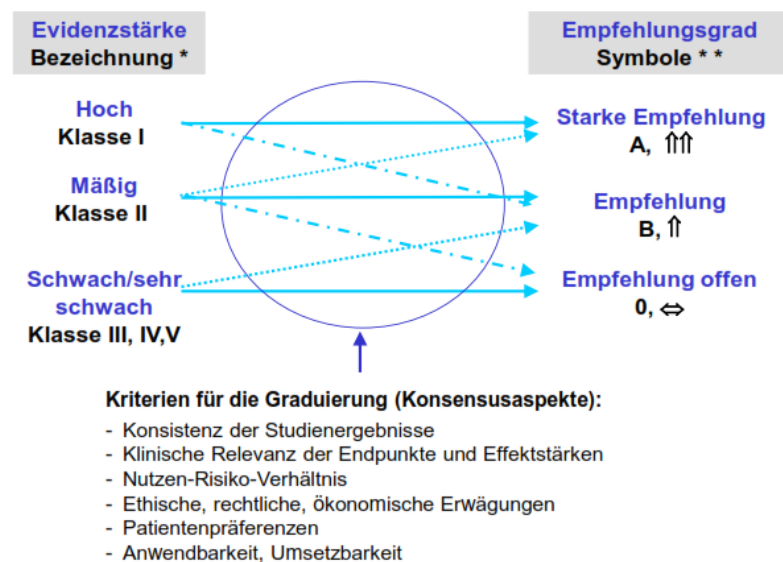 Evidenzstärke
Bezeichnung *
Empfehlungsgrad
Symbole * *
Hoch
Klasse I
Starke Empfehlung
A, ⇑⇑
Mäßig
Klasse II
Empfehlung
B, ⇑
Schwach/sehr
schwach
Klasse III, IV,V
Empfehlung offen
0, ⇔
Kriterien für die Graduierung (Konsensusaspekte):
- Konsistenz der Studienergebnisse
- Klinische Relevanz der Endpunkte und Effektstärken
- Nutzen-Risiko-Verhältnis
- Ethische, rechtliche, ökonomische Erwägungen
- Patientenpräferenzen
- Anwendbarkeit, Umsetzbarkeit